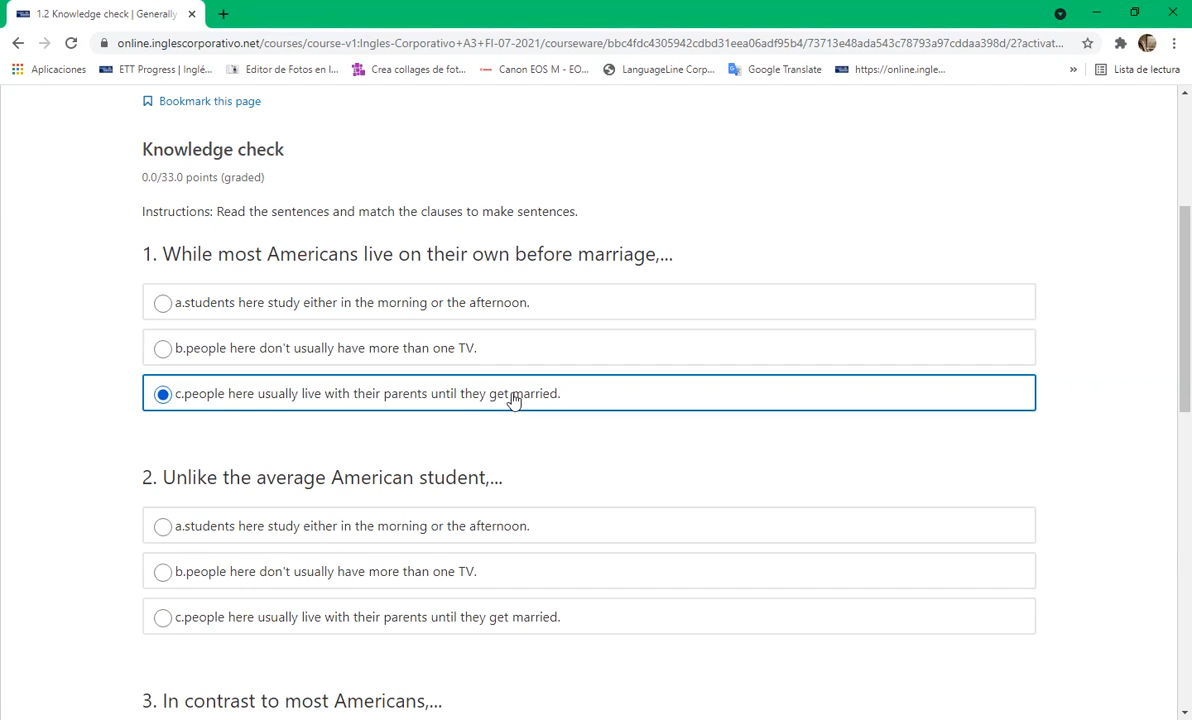 1.2 Knowledge check | Generally
online.inglescorporativo.net/courses/course-v1:Ingles-Corporativo+A3+FI-07-2021/courseware/bbc4fdc4305942cdbd31eea06adf95b4/73713e48ada543c78793a97cddaa398d/2?activat...
Aplicaciones ETT Progress | Inglé... Editor de Fotos en l... Crea collages de fot... Canon EOS M - EO... LanguageLine Corp... Google Translate https://online.ingle... » Lista de lectura
Bookmark this page
Knowledge check
0.0/33.0 points (graded)
Instructions: Read the sentences and match the clauses to make sentences.
1. While most Americans live on their own before marriage,...
a.students here study either in the morning or the afternoon.
b.people here don't usually have more than one TV.
c.people here usually live with their parents until they get married.
2. Unlike the average American student,...
a.students here study either in the morning or the afternoon.
b.people here don't usually have more than one TV.
c.people here usually live with their parents until they get married.
3. In contrast to most Americans,...